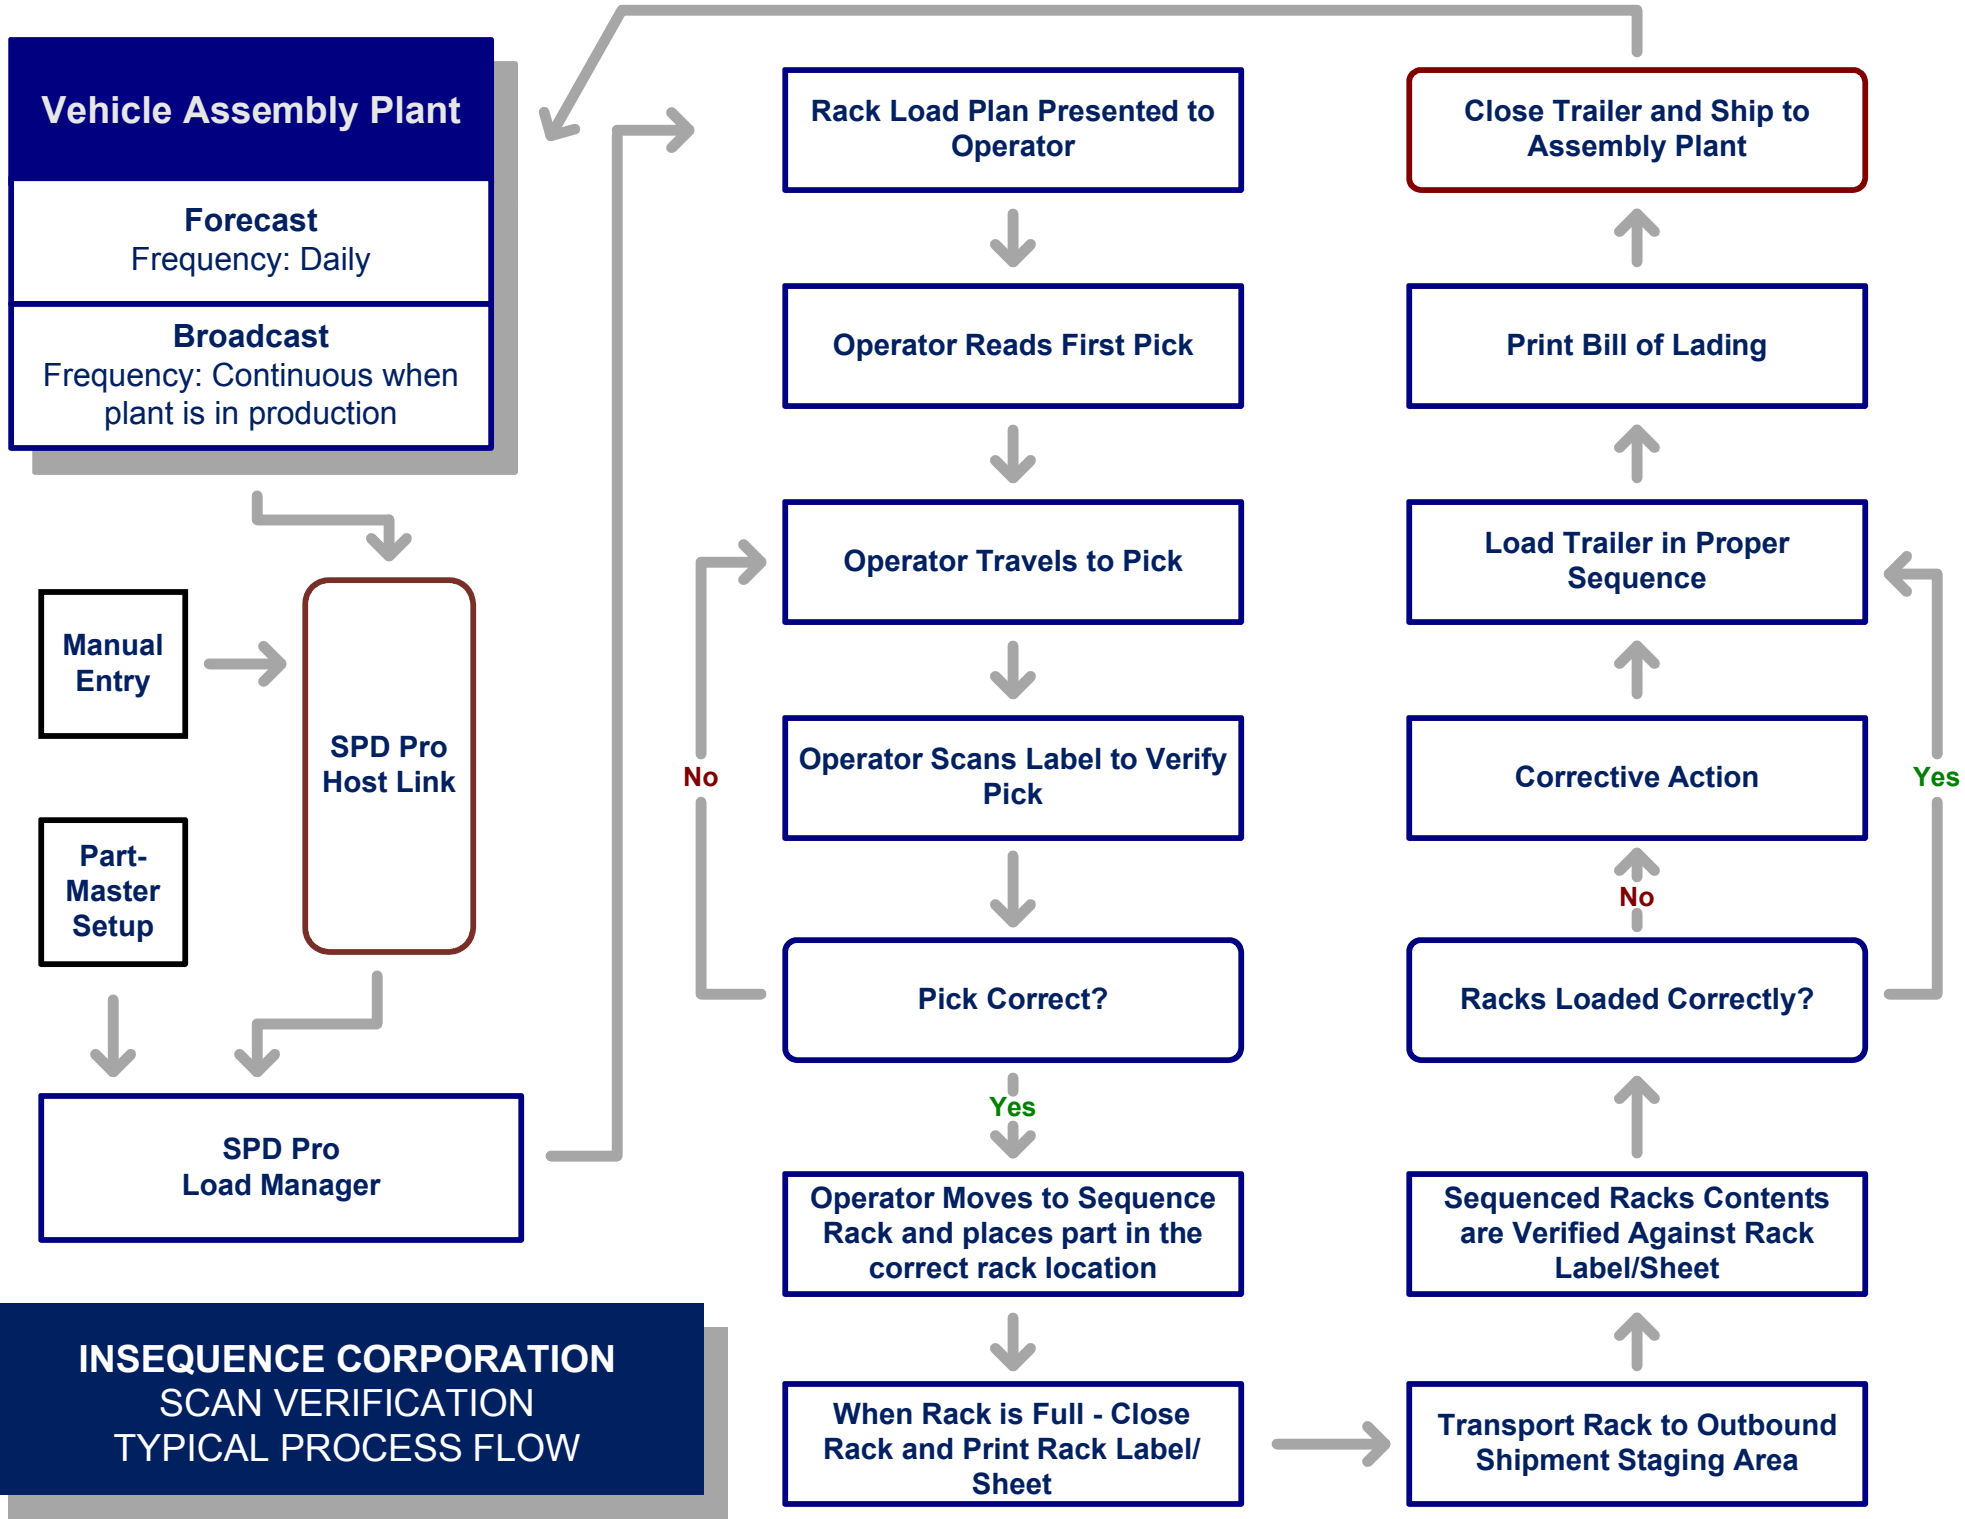 Vehicle Assembly Plant
Forecast
Frequency: Daily
Broadcast
Frequency: Continuous when
plant is in production
Manual
Entry
SPD Pro
Host Link
Part-
Master
Setup
SPD Pro
Load Manager
INSEQUENCE CORPORATION
SCAN VERIFICATION
TYPICAL PROCESS FLOW
Rack Load Plan Presented to
Operator
Operator Reads First Pick
Operator Travels to Pick
Operator Scans Label to Verify
Pick
No
Pick Correct?
Yes
Operator Moves to Sequence
Rack and places part in the
correct rack location
When Rack is Full - Close
Rack and Print Rack Label/
Sheet
Transport Rack to Outbound
Shipment Staging Area
Sequenced Racks Contents
are Verified Against Rack
Label/Sheet
Racks Loaded Correctly?
No
Yes
Corrective Action
Load Trailer in Proper
Sequence
Print Bill of Lading
Close Trailer and Ship to
Assembly Plant